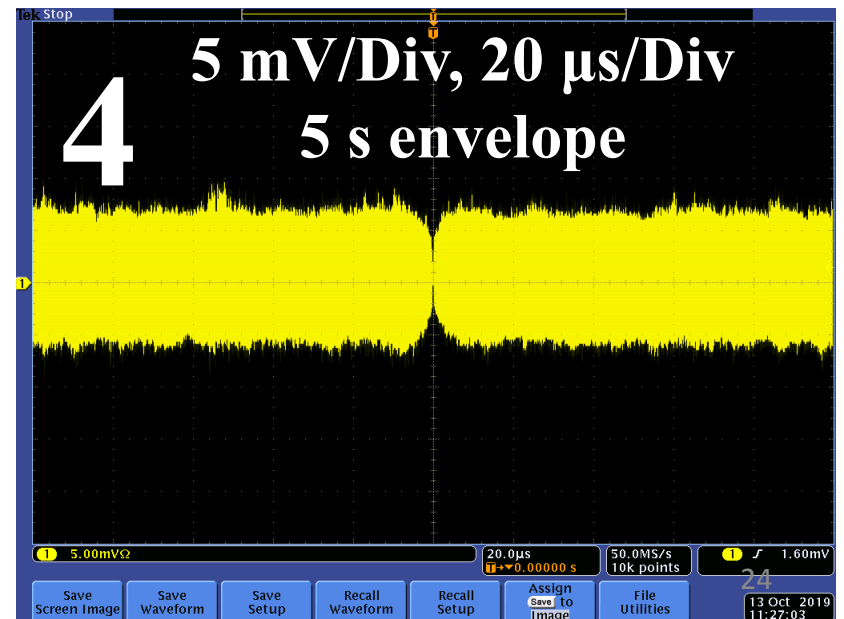 Tek Stop
T
T
5 mV/Div, 20 µs/Div
4
5 s envelope
1
1 5.00mVΩ
20.0µs
T→▼0.00000 s
50.0MS/s
10k points
1 ƒ 1.60mV
24
Save
Screen Image
Save
Waveform
Save
Setup
Recall
Waveform
Recall
Setup
Assign
Save to
Image
File
Utilities
13 Oct 2019
11:27:03